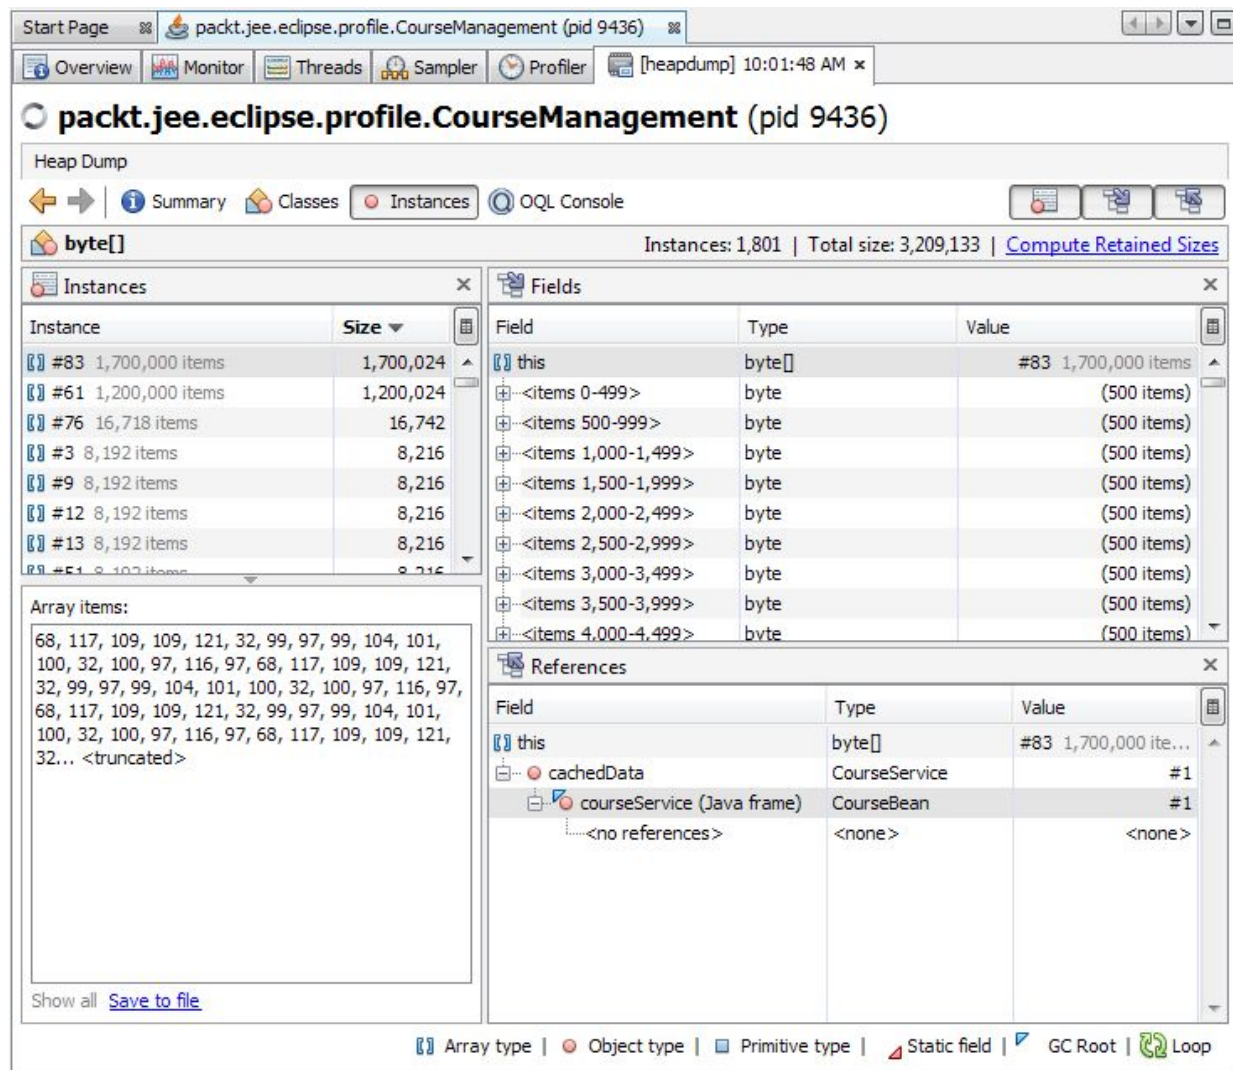 Start Page packt.jee.eclipse.profile.CourseManagement (pid 9436)
Overview Monitor Threads Sampler Profiler [heapdump] 10:01:48 AM
packt.jee.eclipse.profile.CourseManagement (pid 9436)
Heap Dump
Summary Classes Instances OQL Console
byte[] Instances: 1,801 | Total size: 3,209,133 | Compute Retained Sizes
Instances
Instance Size
#83 1,700,000 items 1,700,024
#61 1,200,000 items 1,200,024
#76 16,718 items 16,742
#3 8,192 items 8,216
#9 8,192 items 8,216
#12 8,192 items 8,216
#13 8,192 items 8,216
#51 8,192 items 8,216
Array items:
68, 117, 109, 109, 121, 32, 99, 97, 99, 104, 101,
100, 32, 100, 97, 116, 97, 68, 117, 109, 109, 121,
32, 99, 97, 99, 104, 101, 100, 32, 100, 97, 116, 97,
68, 117, 109, 109, 121, 32, 99, 97, 99, 104, 101,
100, 32, 100, 97, 116, 97, 68, 117, 109, 109, 121,
32... <truncated>
Show all Save to file
Fields
Field Type Value
this byte[] #83 1,700,000 items
<items 0-499> byte (500 items)
<items 500-999> byte (500 items)
<items 1,000-1,499> byte (500 items)
<items 1,500-1,999> byte (500 items)
<items 2,000-2,499> byte (500 items)
<items 2,500-2,999> byte (500 items)
<items 3,000-3,499> byte (500 items)
<items 3,500-3,999> byte (500 items)
<items 4,000-4,499> byte (500 items)
References
Field Type Value
this byte[] #83 1,700,000 ite...
cachedData CourseService #1
courseService (Java frame) CourseBean #1
<no references> <none> <none>
Array type | Object type | Primitive type | Static field | GC Root | Loop